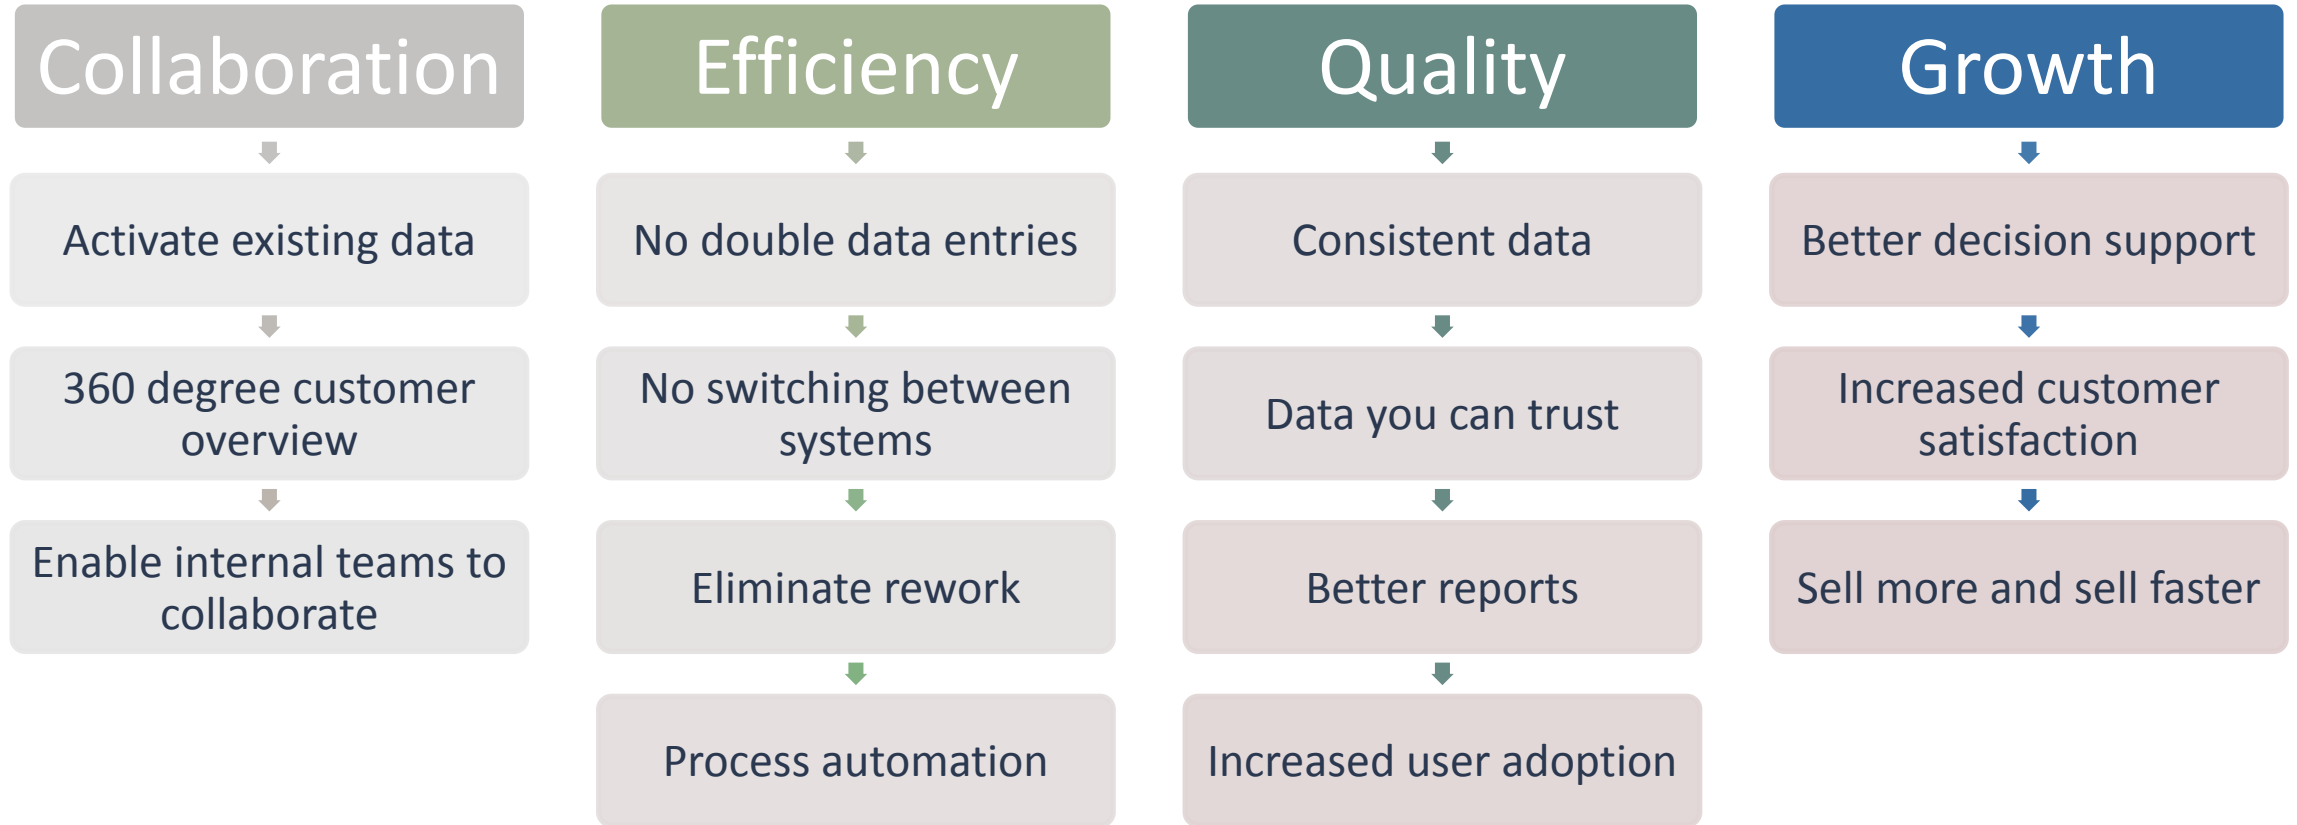 Collaboration
Activate existing data
360 degree customer
overview
Enable internal teams to
collaborate
Efficiency
No double data entries
No switching between
systems
Eliminate rework
Process automation
Quality
Consistent data
Data you can trust
Better reports
Increased user adoption
Growth
Better decision support
Increased customer
satisfaction
Sell more and sell faster